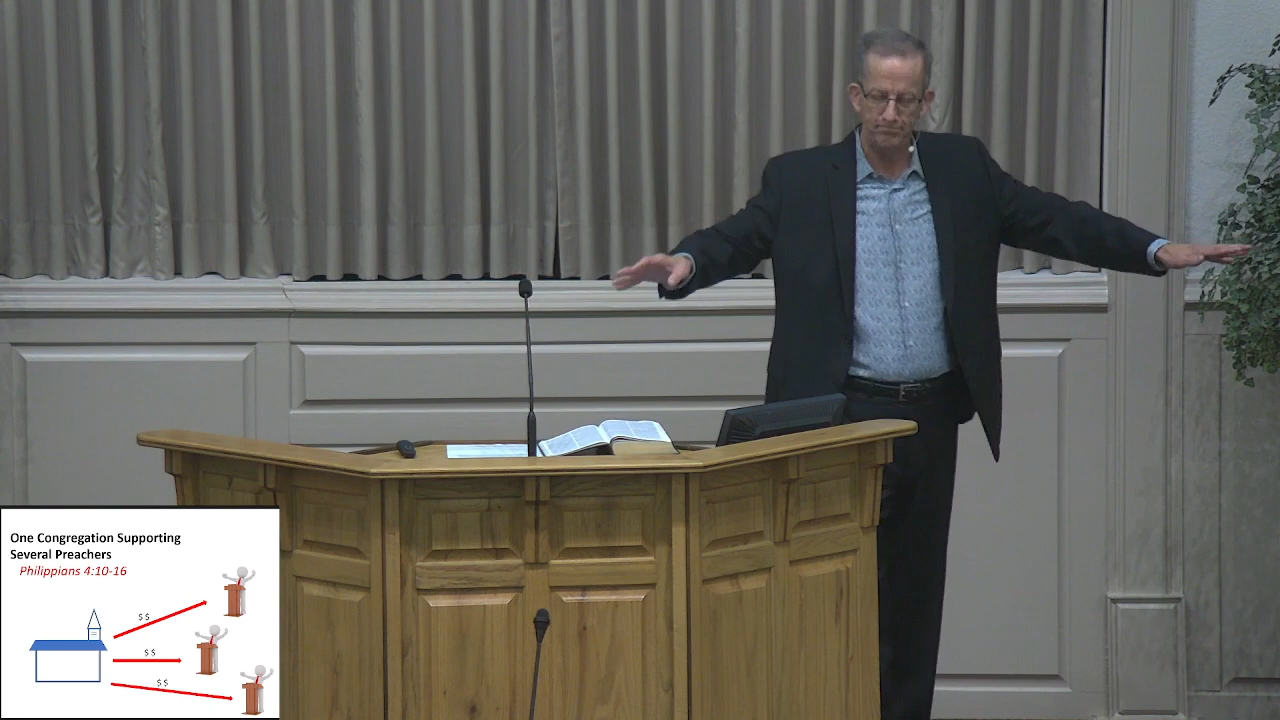 One Congregation Supporting
Several Preachers
Philippians 4:10-16
$ $
$ $
$ $